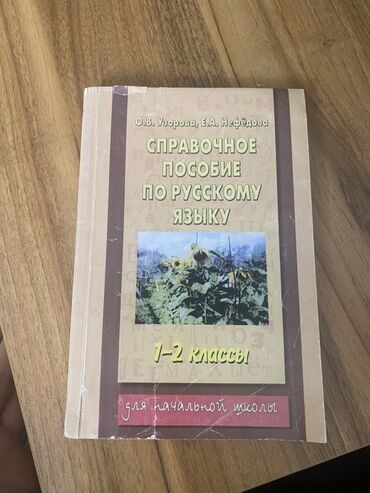 О.В. Узорова, Е.А. Нефёдова
СПРАВОЧНОЕ
ПОСОБИЕ
ПО РУССКОМУ
ЯЗЫКУ
1-2 классы
для начальной школы